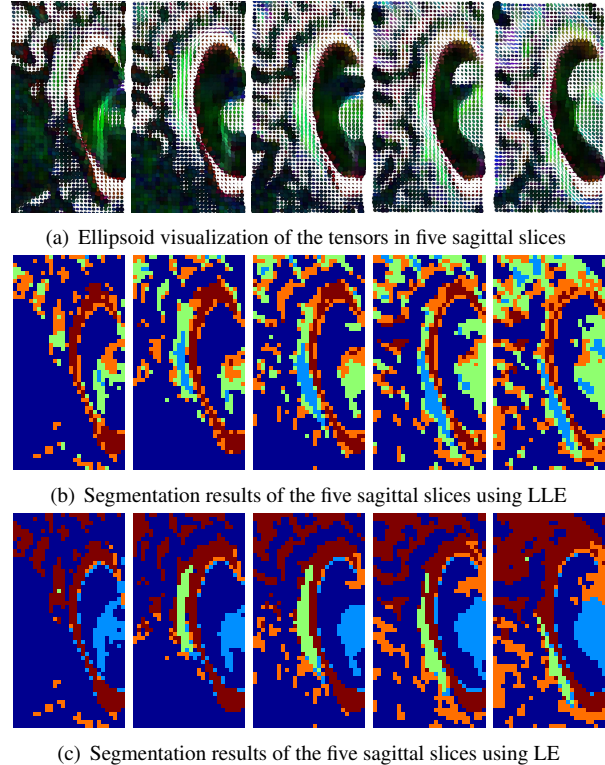 (a) Ellipsoid visualization of the tensors in five sagittal slices
(b) Segmentation results of the five sagittal slices using LLE
(c) Segmentation results of the five sagittal slices using LE